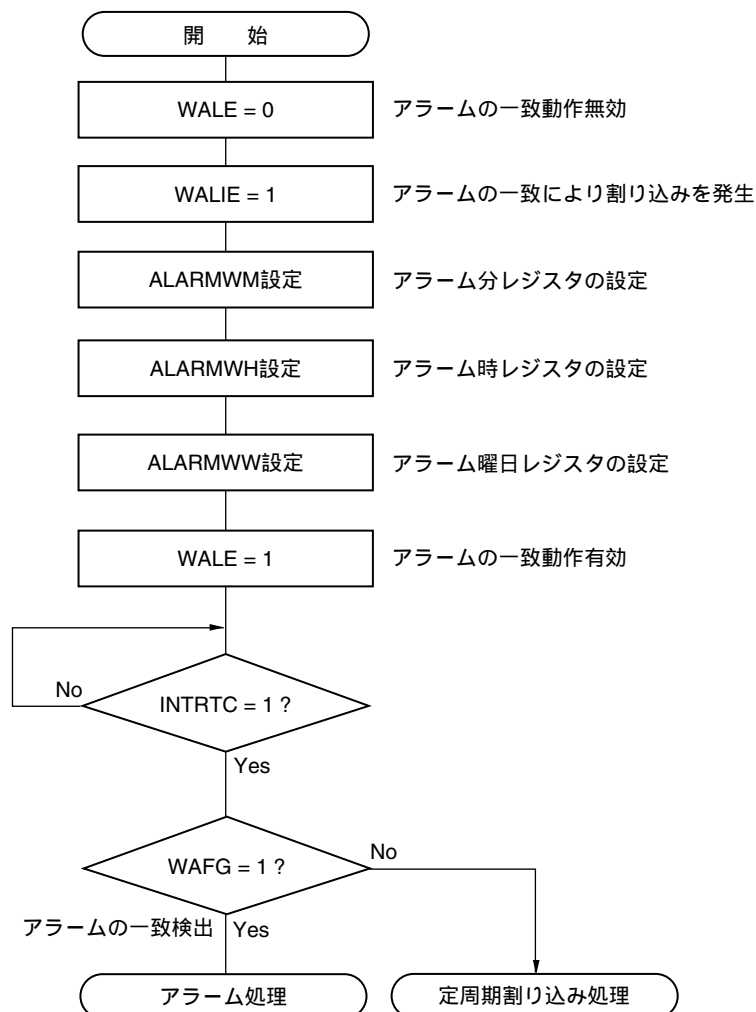 開 始
WALE = 0 アラームの一致動作無効
WALIE = 1 アラームの一致により割り込みを発生
ALARMWM設定 アラーム分レジスタの設定
ALARMWH設定 アラーム時レジスタの設定
ALARMWW設定 アラーム曜日レジスタの設定
WALE = 1 アラームの一致動作有効
No
INTRTC = 1 ?
Yes
WAFG = 1 ?
No
アラームの一致検出 Yes
アラーム処理
定周期割り込み処理